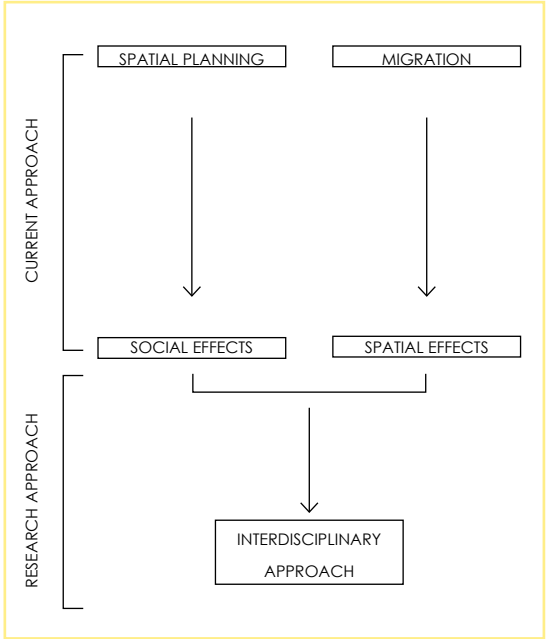 SPATIAL PLANNING
MIGRATION
CURRENT APPROACH
SOCIAL EFFECTS
SPATIAL EFFECTS
RESEARCH APPROACH
INTERDISCIPLINARY
APPROACH